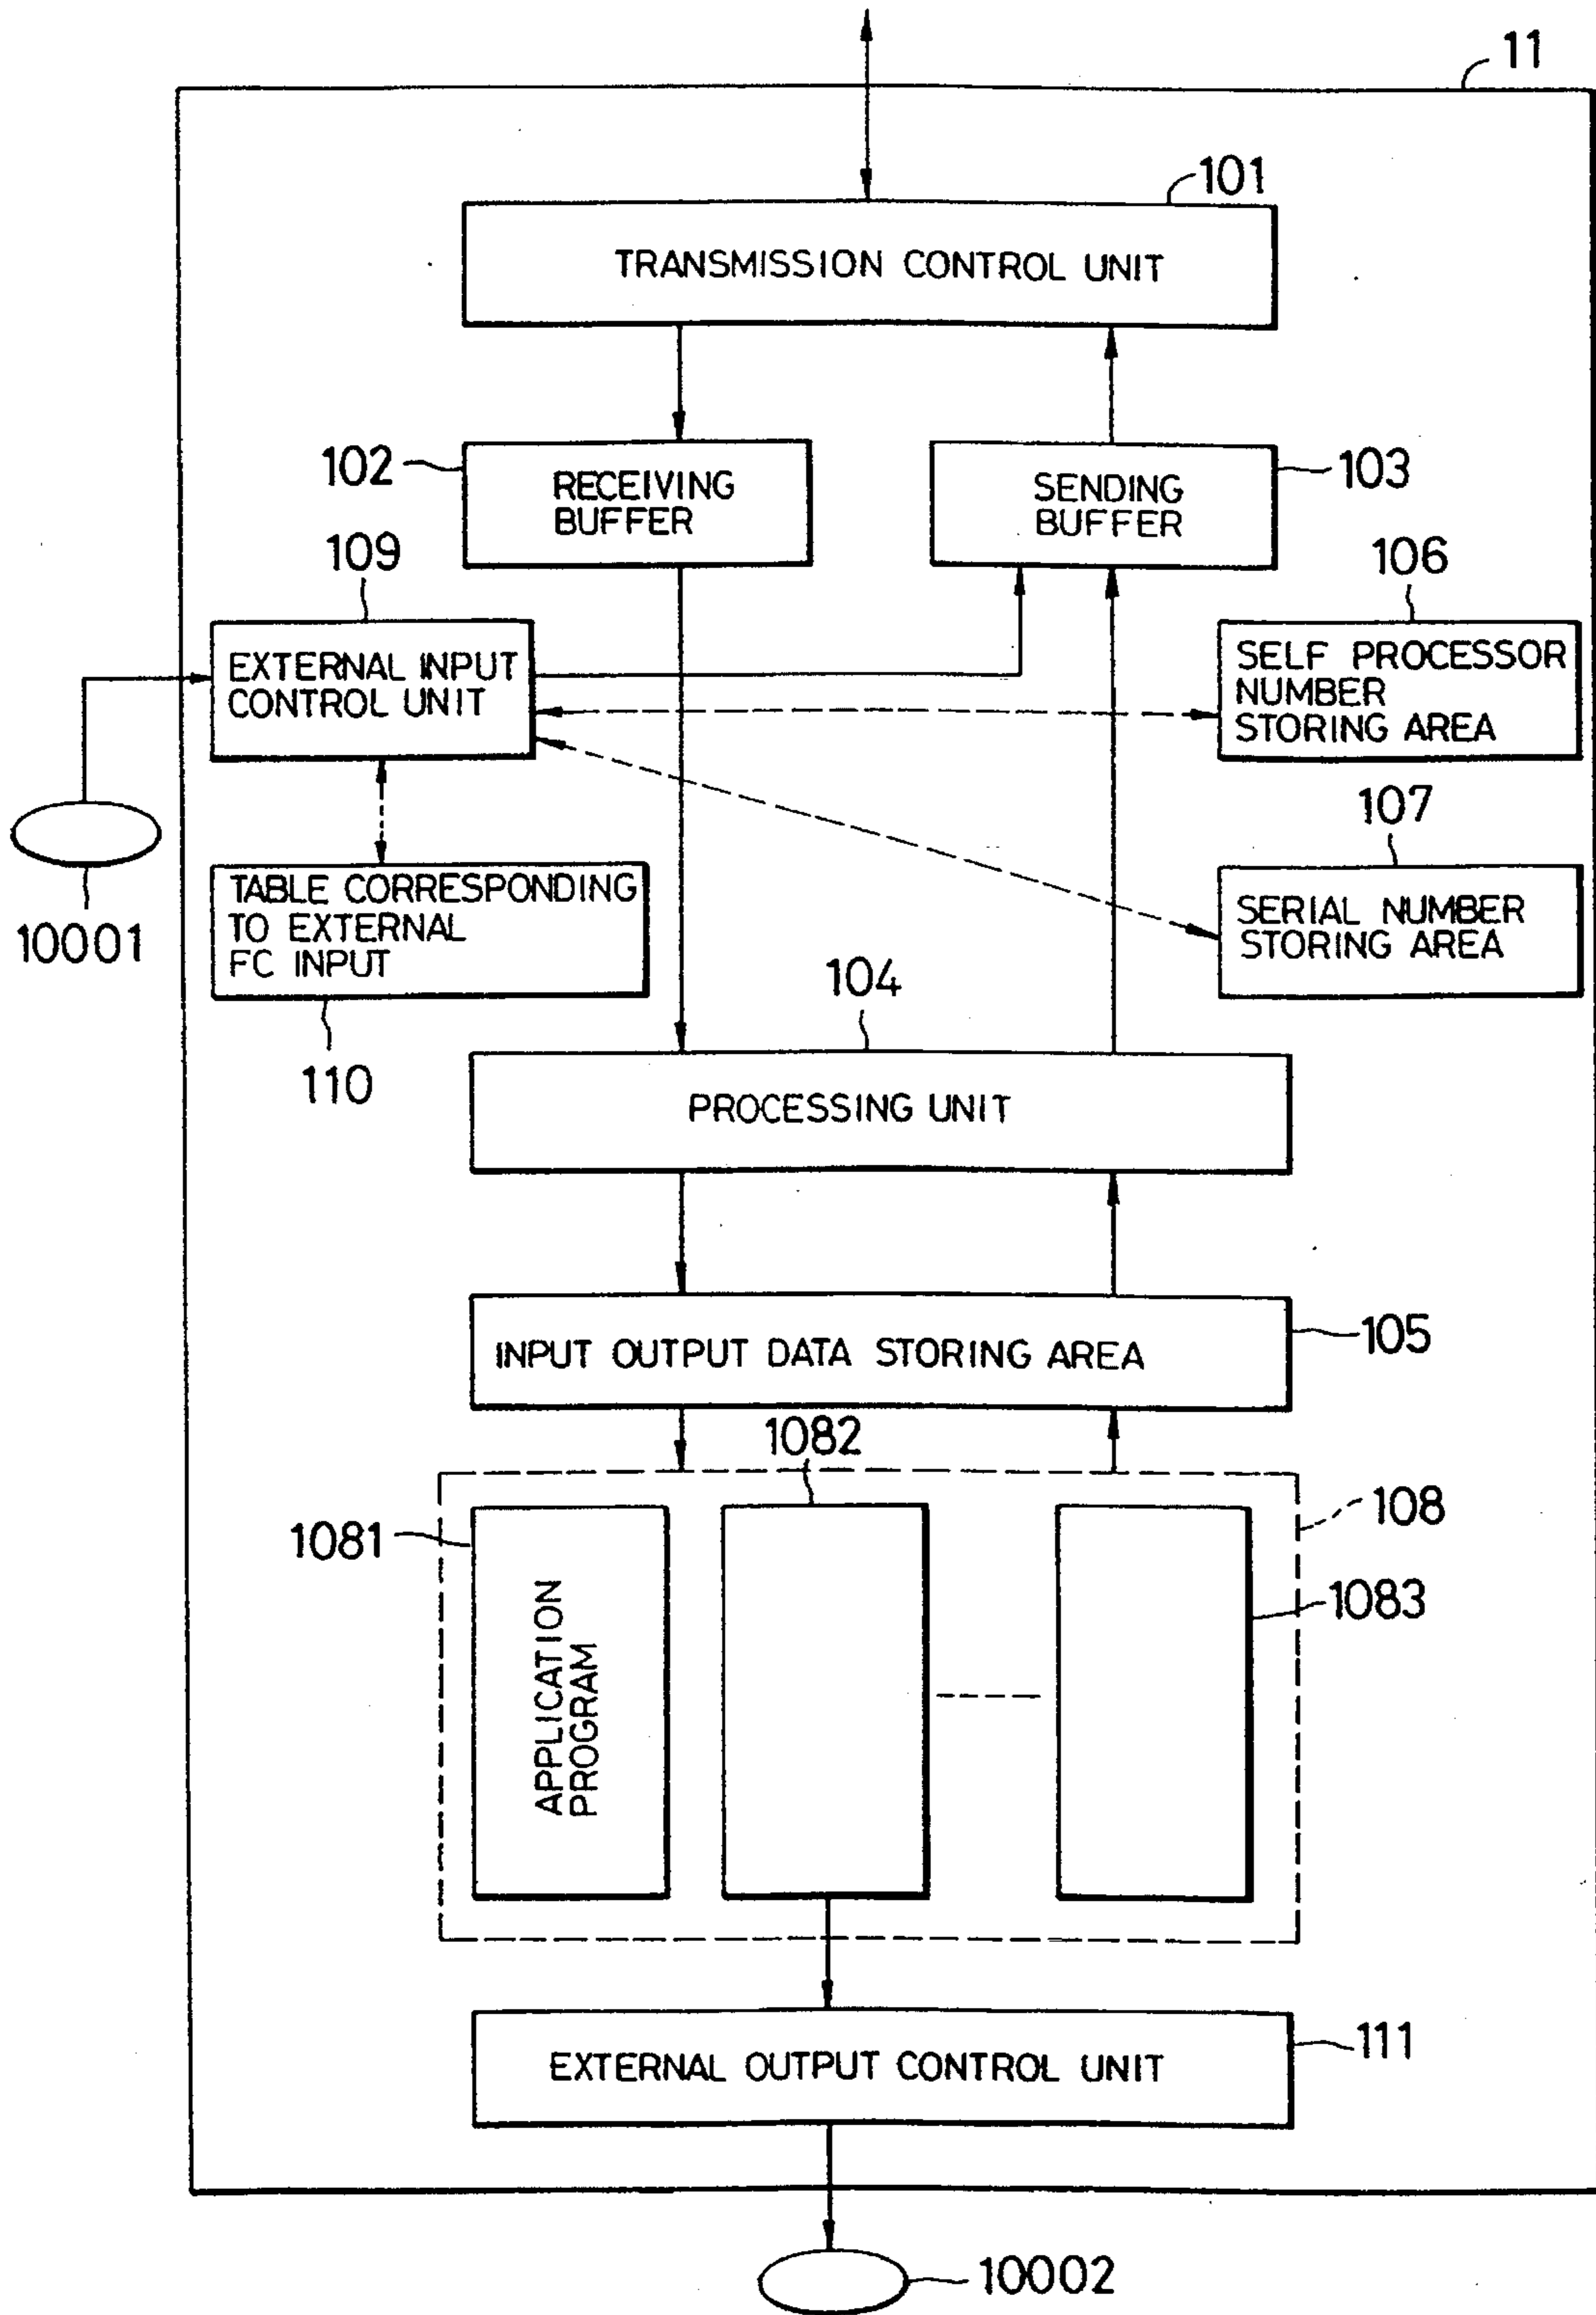 11
101
TRANSMISSION CONTROL UNIT
102
RECEIVING
BUFFER
SENDING
BUFFER
103
109
106
EXTERNAL INPUT
CONTROL UNIT
SELF PROCESSOR
NUMBER
STORING AREA
10001
107
TABLE CORRESPONDING
TO EXTERNAL
FC INPUT
SERIAL NUMBER
STORING AREA
110
104
PROCESSING UNIT
INPUT OUTPUT DATA STORING AREA
105
1082
1081
108
APPLICATION
PROGRAM
1083
EXTERNAL OUTPUT CONTROL UNIT
111
10002